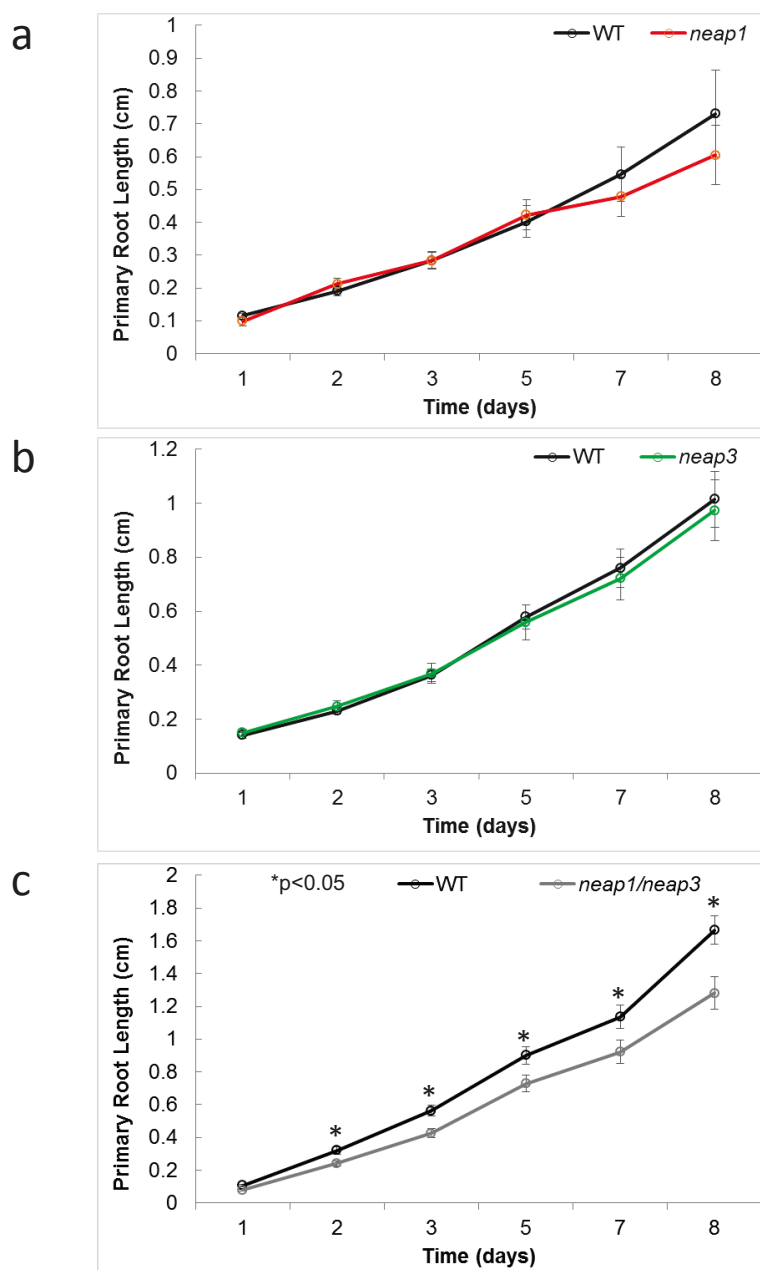 a
WT neap1
Primary Root Length (cm)
1
0.9
0.8
0.7
0.6
0.5
0.4
0.3
0.2
0.1
0
1 2 3 5 7 8
Time (days)
b
WT neap3
Primary Root Length (cm)
1.2
1
0.8
0.6
0.4
0.2
0
1 2 3 5 7 8
Time (days)
c
*p<0.05 WT neap1/neap3
Primary Root Length (cm)
2
1.8
1.6
1.4
1.2
1
0.8
0.6
0.4
0.2
0
* * * * *
1 2 3 5 7 8
Time (days)